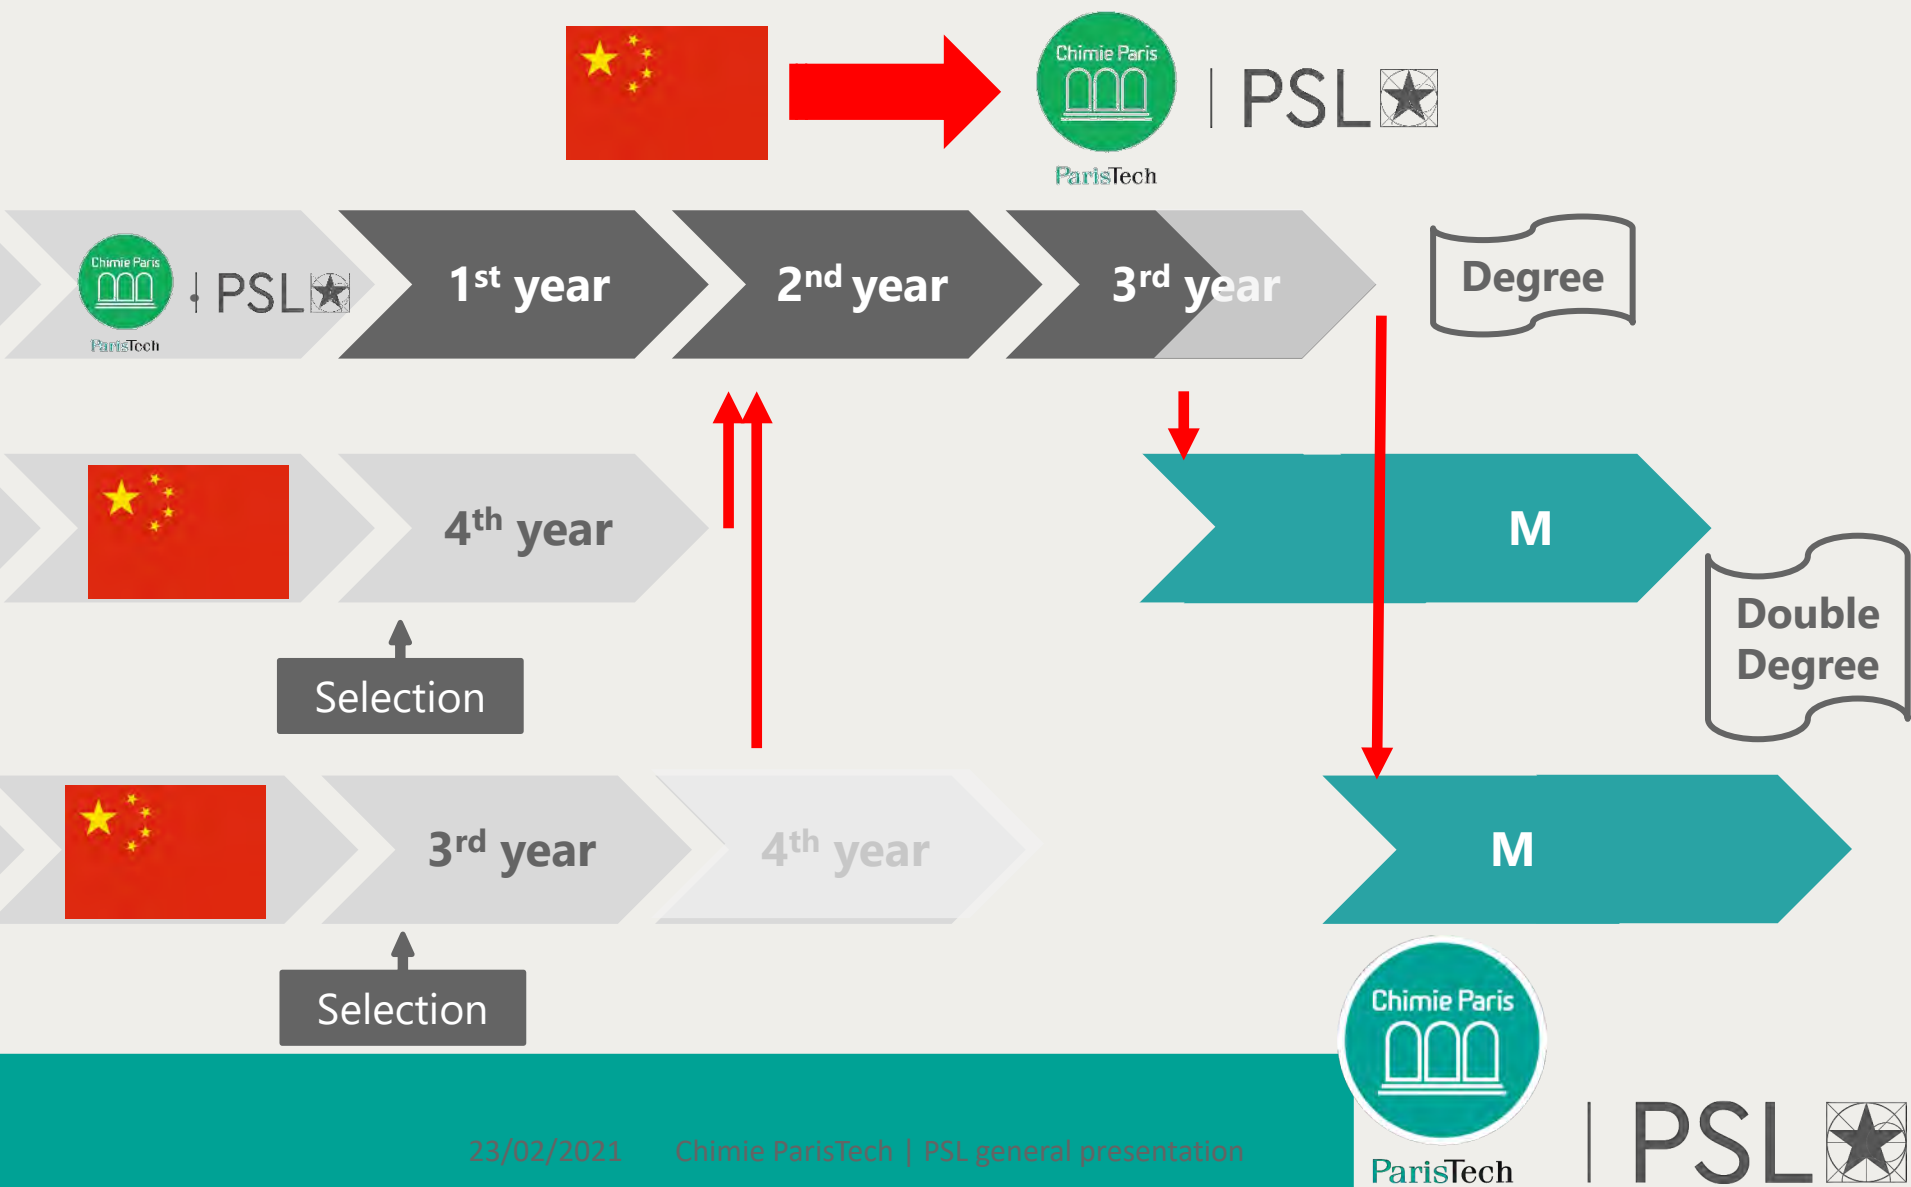 Chimie Paris
PSL
ParisTech
Chimie Paris
PSL
ParisTech
1st year
2nd year
3rd year
Degree
4th year
M
Selection
Double
Degree
3rd year
4th year
M
Selection
Chimie Paris
PSL
ParisTech
23/02/2021 Chimie ParisTech | PSL general presentation